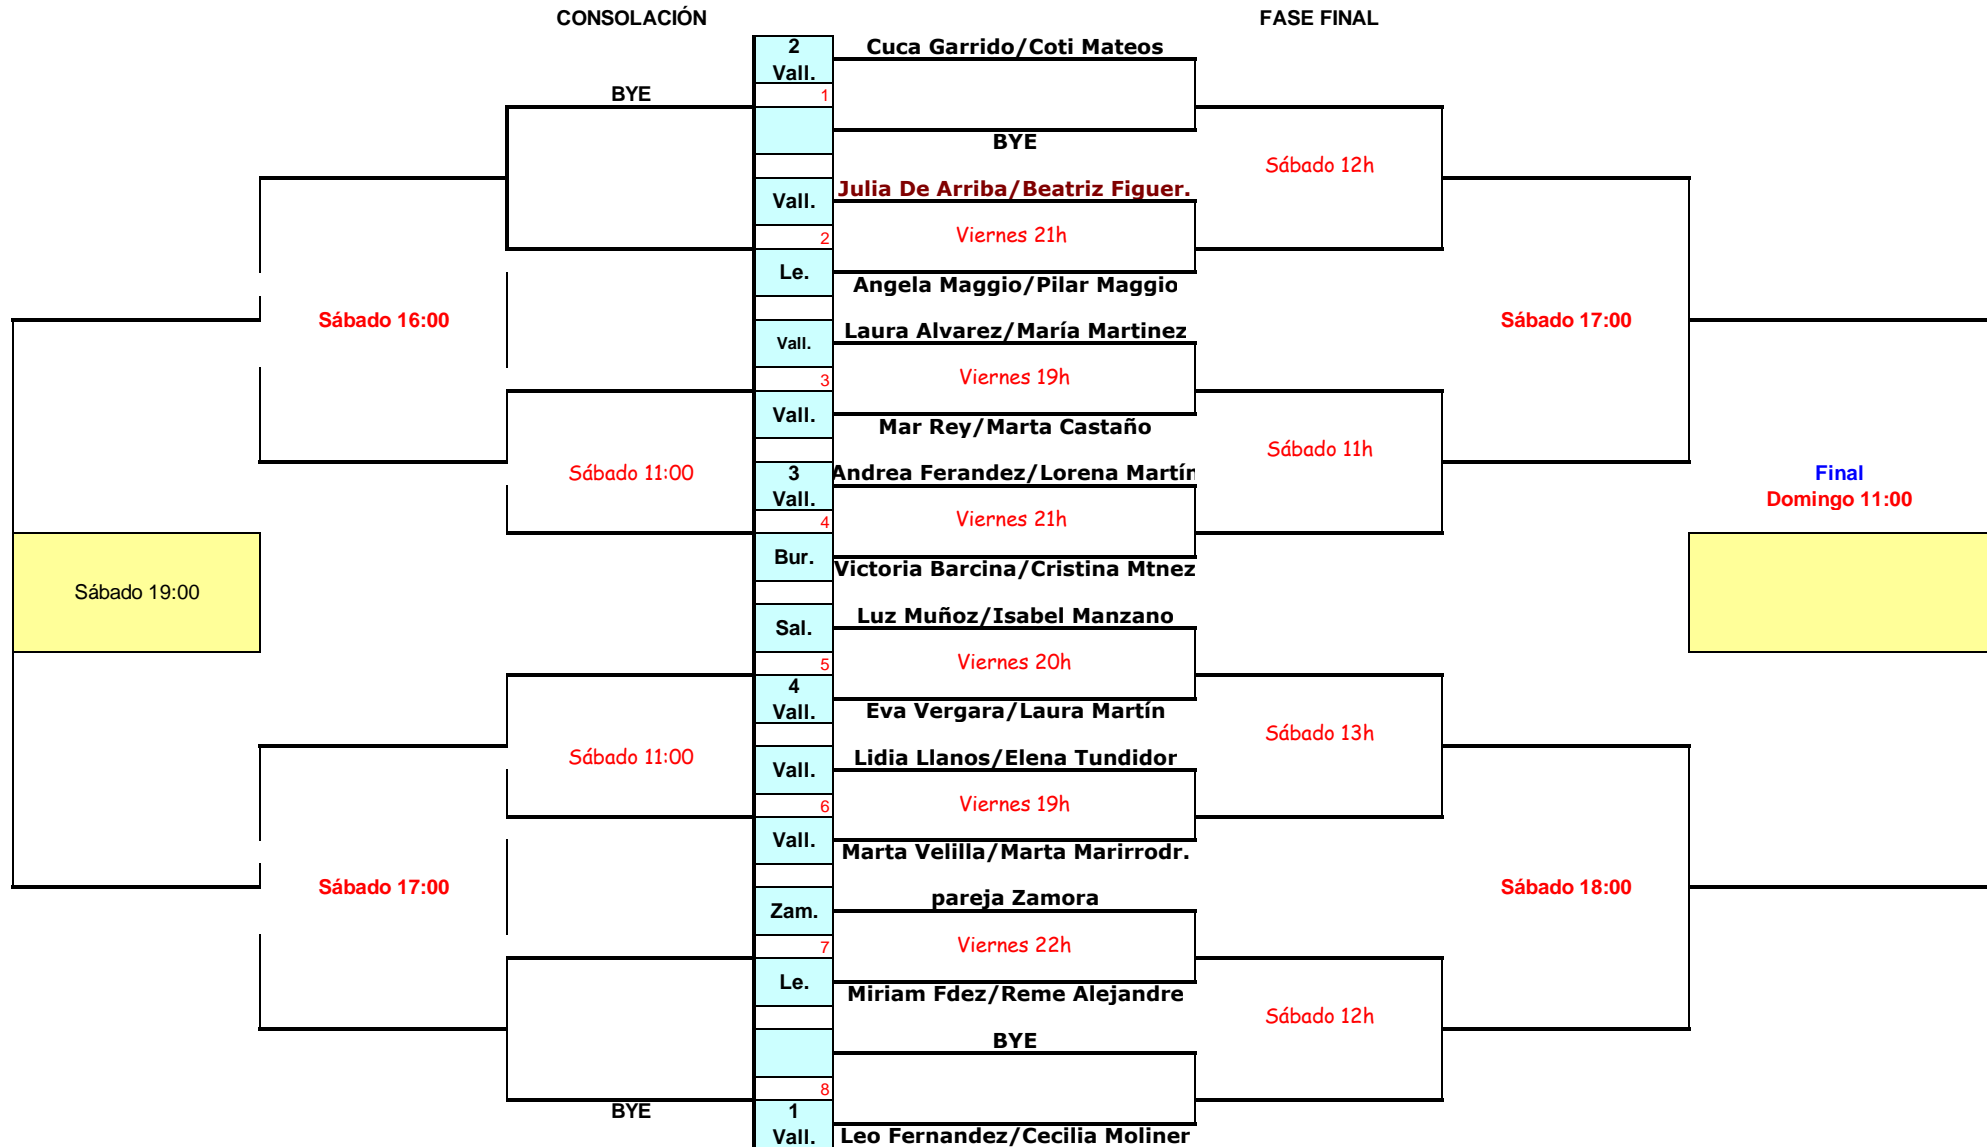 CONSOLACIÓN
FASE FINAL
2
Vall.
Cuca Garrido/Coti Mateos
BYE
1
BYE
Sábado 12h
Vall.
Julia De Arriba/Beatriz Figuer.
2
Viernes 21h
Le.
Angela Maggio/Pilar Maggio
Sábado 16:00
Sábado 17:00
Vall.
Laura Alvarez/María Martinez
3
Viernes 19h
Vall.
Mar Rey/Marta Castaño
Sábado 11:00
Sábado 11h
3
Vall.
Andrea Ferandez/Lorena Martín
Final
Domingo 11:00
4
Viernes 21h
Bur.
Victoria Barcina/Cristina Mtnez
Sábado 19:00
Sal.
Luz Muñoz/Isabel Manzano
5
Viernes 20h
4
Vall.
Eva Vergara/Laura Martín
Sábado 11:00
Sábado 13h
Vall.
Lidia Llanos/Elena Tundidor
6
Viernes 19h
Vall.
Marta Velilla/Marta Marirrodr.
Sábado 17:00
Sábado 18:00
Zam.
pareja Zamora
7
Viernes 22h
Le.
Miriam Fdez/Reme Alejandre
Sábado 12h
BYE
8
BYE
1
Vall.
Leo Fernandez/Cecilia Moliner